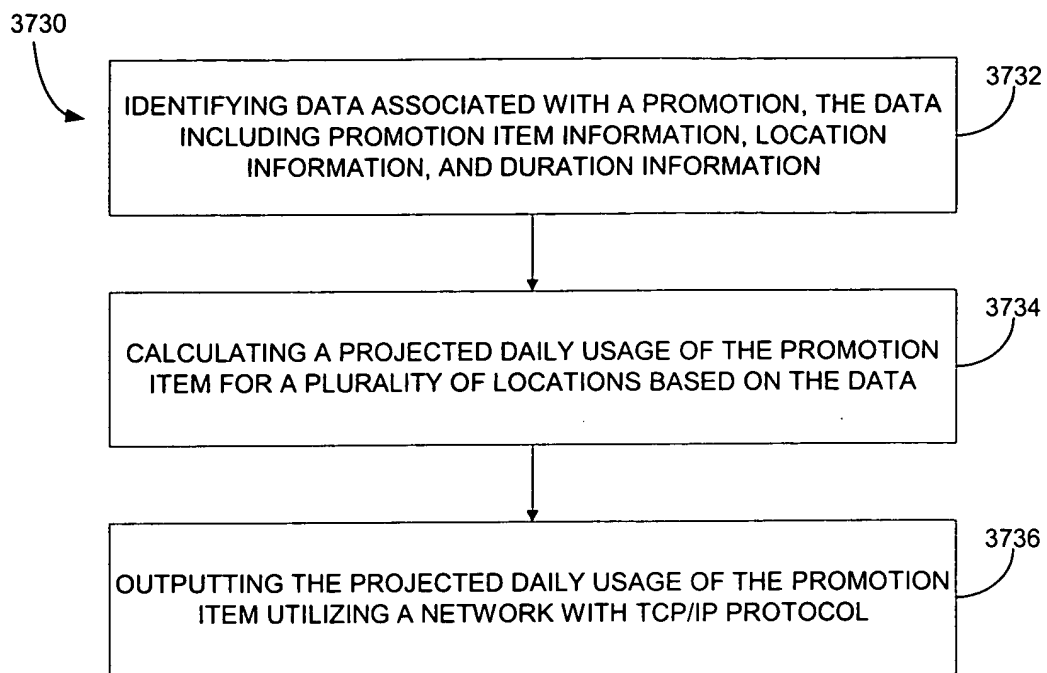 3730
3732
IDENTIFYING DATA ASSOCIATED WITH A PROMOTION, THE DATA
INCLUDING PROMOTION ITEM INFORMATION, LOCATION
INFORMATION, AND DURATION INFORMATION
3734
CALCULATING A PROJECTED DAILY USAGE OF THE PROMOTION
ITEM FOR A PLURALITY OF LOCATIONS BASED ON THE DATA
3736
OUTPUTTING THE PROJECTED DAILY USAGE OF THE PROMOTION
ITEM UTILIZING A NETWORK WITH TCP/IP PROTOCOL